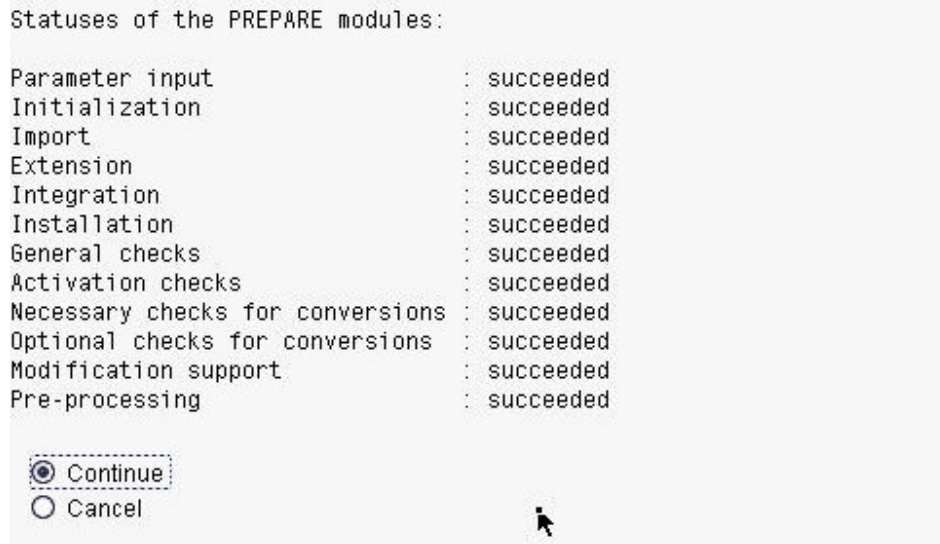 Statuses of the PREPARE modules:
Parameter input : succeeded
Initialization : succeeded
Import : succeeded
Extension : succeeded
Integration : succeeded
Installation : succeeded
General checks : succeeded
Activation checks : succeeded
Necessary checks for conversions : succeeded
Optional checks for conversions : succeeded
Modification support : succeeded
Pre-processing : succeeded
Continue
Cancel